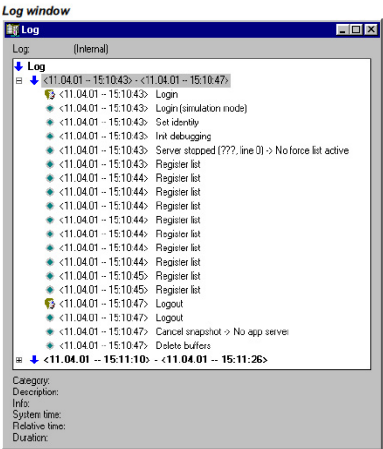 Log window
Log
Log: (Internal)
Log
<11.04.01 -- 15:10:43> - <11.04.01 -- 15:10:47>
<11.04.01 -- 15:10:43> Login
<11.04.01 -- 15:10:43> Login (simulation mode)
<11.04.01 -- 15:10:43> Set identity
<11.04.01 -- 15:10:43> Init debugging
<11.04.01 -- 15:10:43> Server stopped (???, line 0) -> No force list active
<11.04.01 -- 15:10:43> Register list
<11.04.01 -- 15:10:44> Register list
<11.04.01 -- 15:10:44> Register list
<11.04.01 -- 15:10:44> Register list
<11.04.01 -- 15:10:44> Register list
<11.04.01 -- 15:10:44> Register list
<11.04.01 -- 15:10:44> Register list
<11.04.01 -- 15:10:45> Register list
<11.04.01 -- 15:10:45> Register list
<11.04.01 -- 15:10:47> Logout
<11.04.01 -- 15:10:47> Logout
<11.04.01 -- 15:10:47> Cancel snapshot -> No app server
<11.04.01 -- 15:10:47> Delete buffers
<11.04.01 -- 15:11:10> - <11.04.01 -- 15:11:26>
Category:
Description:
Info:
System time:
Relative time:
Duration: